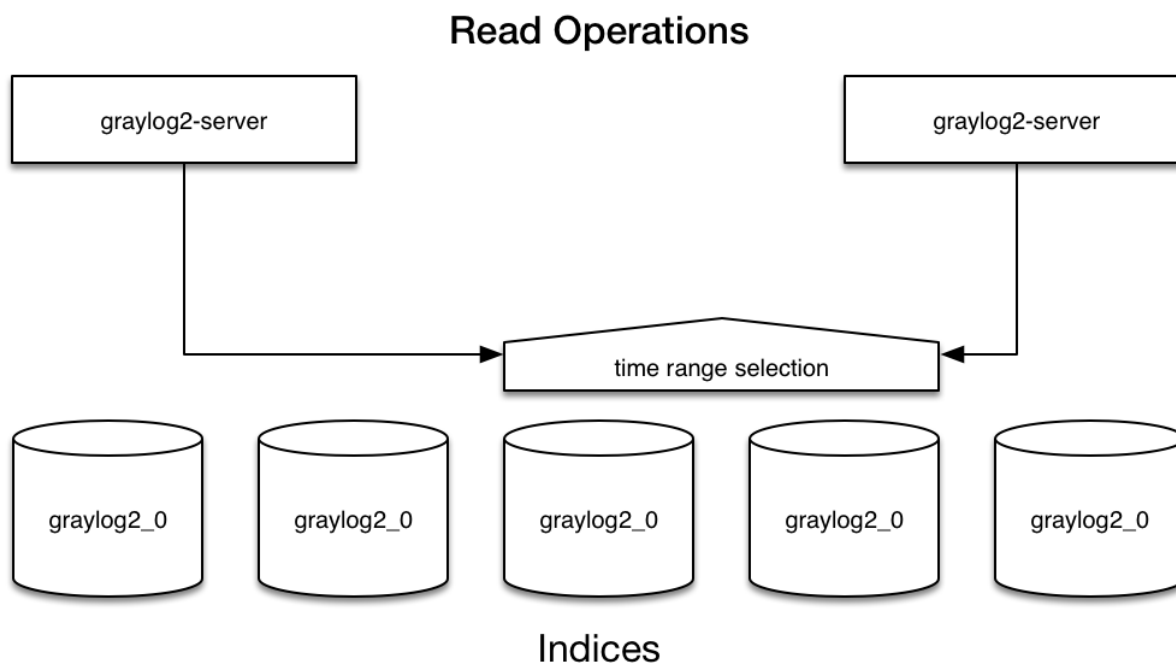 Read Operations
graylog2-server
graylog2-server
time range selection
graylog2_0
graylog2_0
graylog2_0
graylog2_0
graylog2_0
Indices